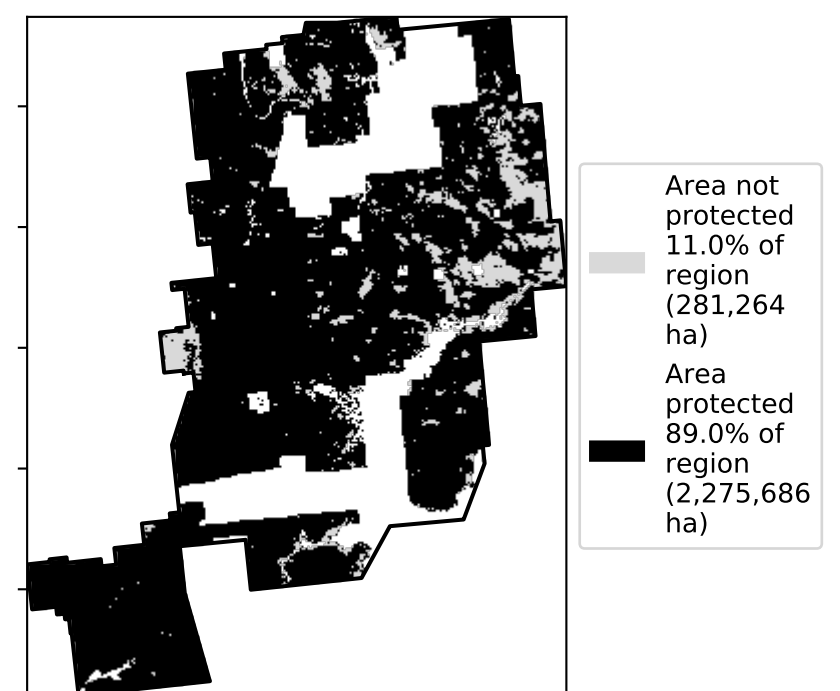 Area not
protected
11.0% of
region
(281,264
ha)
Area
protected
89.0% of
region
(2,275,686
ha)